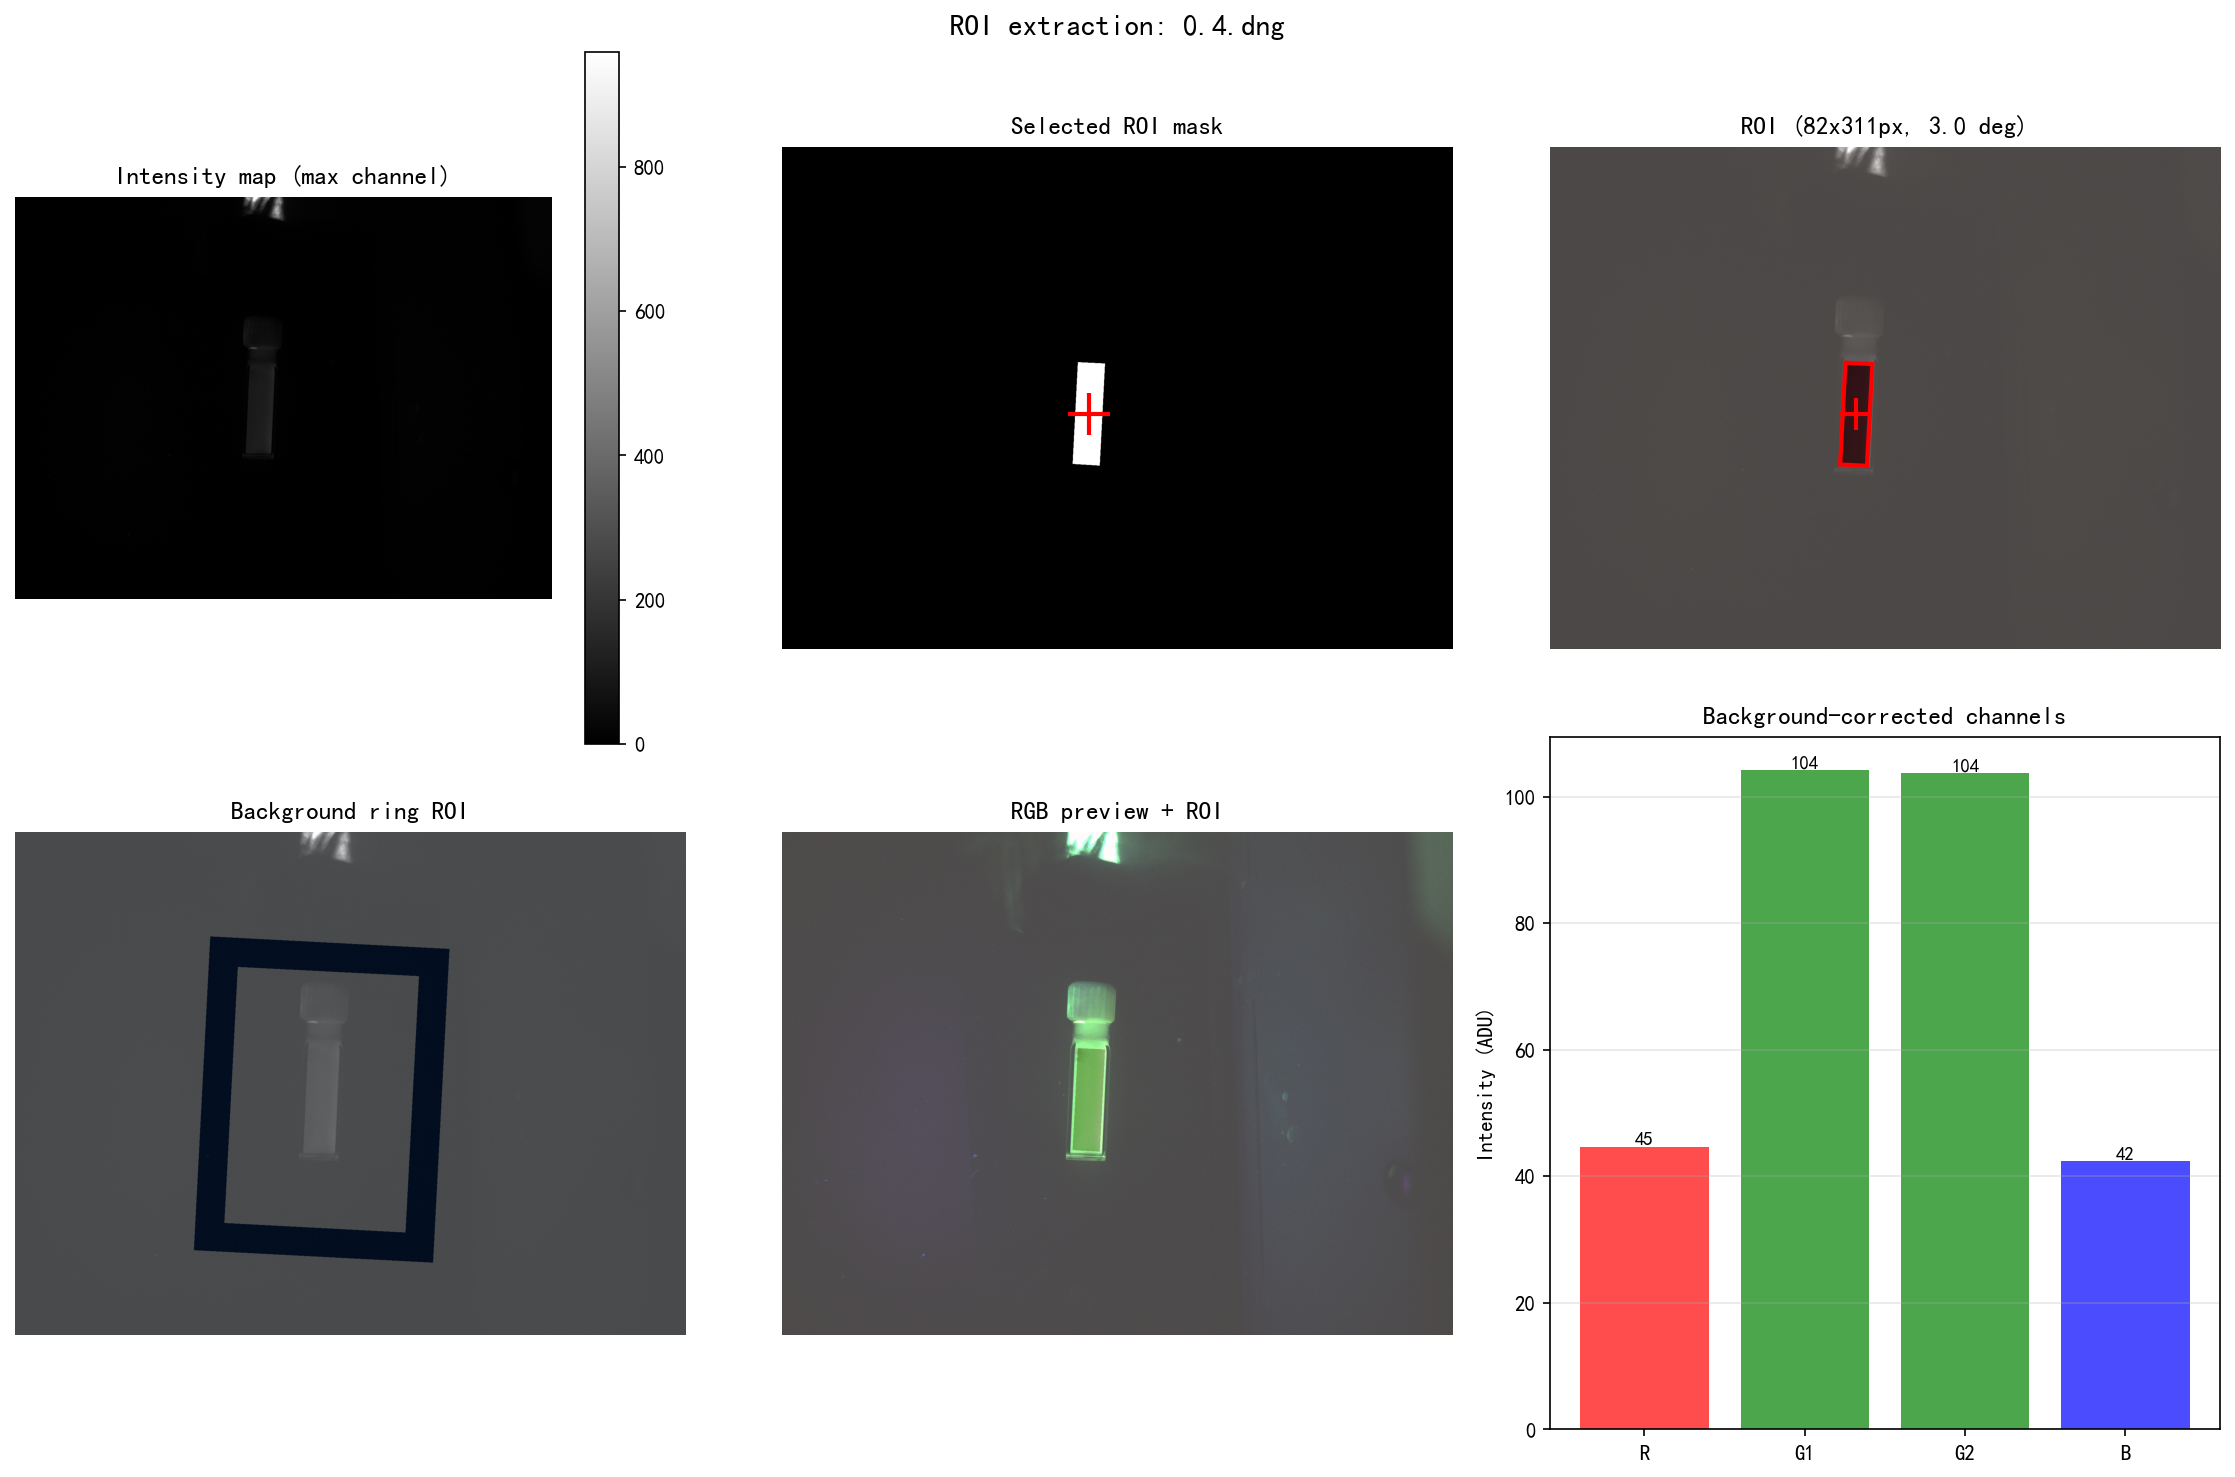 ROI extraction: 0.4.dng
Intensity map (max channel)
800
600
400
200
0
Selected ROI mask
ROI (82x311px, 3.0 deg)
Background ring ROI
RGB preview + ROI
Background-corrected channels
Intensity (ADU)
100
80
60
40
20
0
45
104
104
42
R
G1
G2
B